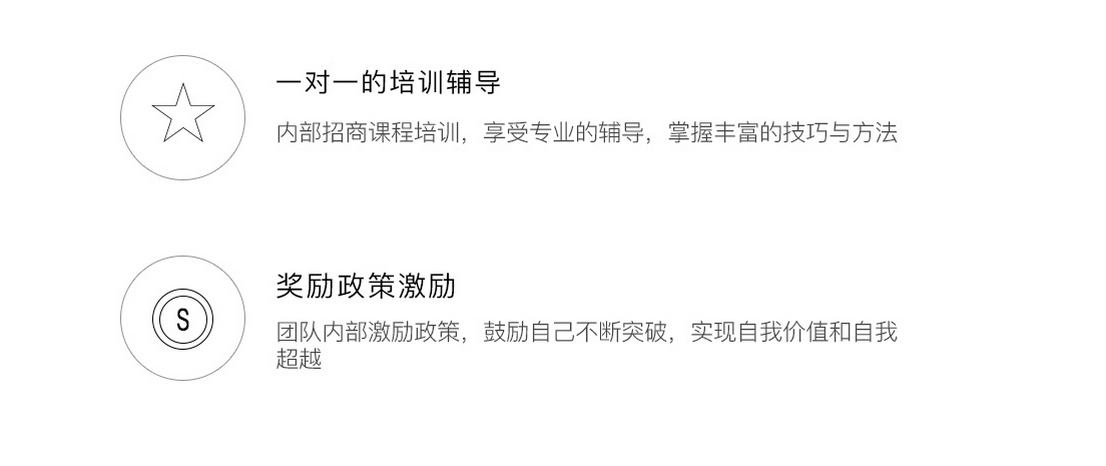 一对一的培训辅导
内部招商课程培训，享受专业的辅导，掌握丰富的技巧与方法
奖励政策激励
S
团队内部激励政策，鼓励自己不断突破，实现自我价值和自我
超越